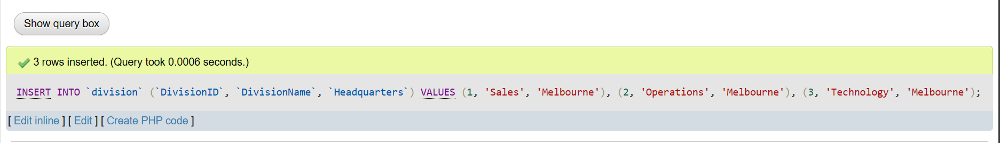 Show query box
3 rows inserted. (Query took 0.0006 seconds.)
INSERT INTO `division` (`DivisionID`, `DivisionName`, `Headquarters`) VALUES (1, 'Sales', 'Melbourne'), (2, 'Operations', 'Melbourne'), (3, 'Technology', 'Melbourne');
[ Edit inline ] [ Edit ] [ Create PHP code ]